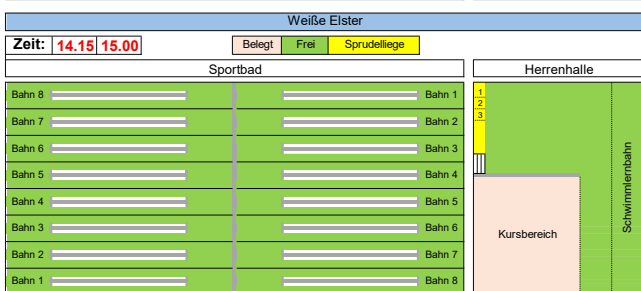 Weiße Elster
Zeit: 14.15 15.00
Belegt Frei Sprudelliege
Sportbad
Herrenhalle
Bahn 8 Bahn 1
Bahn 7 Bahn 2
Bahn 6 Bahn 3
Bahn 5 Bahn 4
Bahn 4 Bahn 5
Bahn 3 Bahn 6
Bahn 2 Bahn 7
Bahn 1 Bahn 8
1
2
3
Kursbereich
Schwimmlernbahn